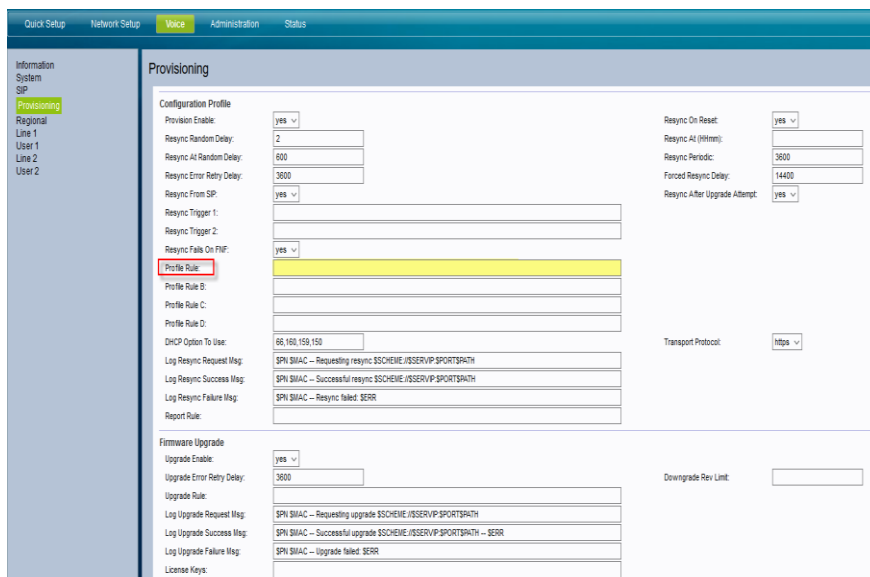 Quick Setup Network Setup Voice Administration Status
Information
System
SIP
Provisioning
Regional
Line 1
User 1
Line 2
User 2
Provisioning
Configuration Profile
Provision Enable: yes Resync On Reset: yes
Resync Random Delay: 2 Resync At (HHmm):
Resync At Random Delay: 600 Resync Periodic: 3600
Resync Error Retry Delay: 3600 Forced Resync Delay: 14400
Resync From SIP: yes Resync After Upgrade Attempt: yes
Resync Trigger 1:
Resync Trigger 2:
Resync Fails On FNF: yes
Profile Rule:
Profile Rule B:
Profile Rule C:
Profile Rule D:
DHCP Option To Use: 66,160,159,150 Transport Protocol: https
Log Resync Request Msg: $PN $MAC -- Requesting resync $SCHEME://$SERVIP:$PORT$PATH
Log Resync Success Msg: $PN $MAC -- Successful resync $SCHEME://$SERVIP:$PORT$PATH
Log Resync Failure Msg: $PN $MAC -- Resync failed: $ERR
Report Rule:
Firmware Upgrade
Upgrade Enable: yes
Upgrade Error Retry Delay: 3600 Downgrade Rev Limit:
Upgrade Rule:
Log Upgrade Request Msg: $PN $MAC -- Requesting upgrade $SCHEME://$SERVIP:$PORT$PATH
Log Upgrade Success Msg: $PN $MAC -- Successful upgrade $SCHEME://$SERVIP:$PORT$PATH -- $ERR
Log Upgrade Failure Msg: $PN $MAC -- Upgrade failed: $ERR
License Keys: